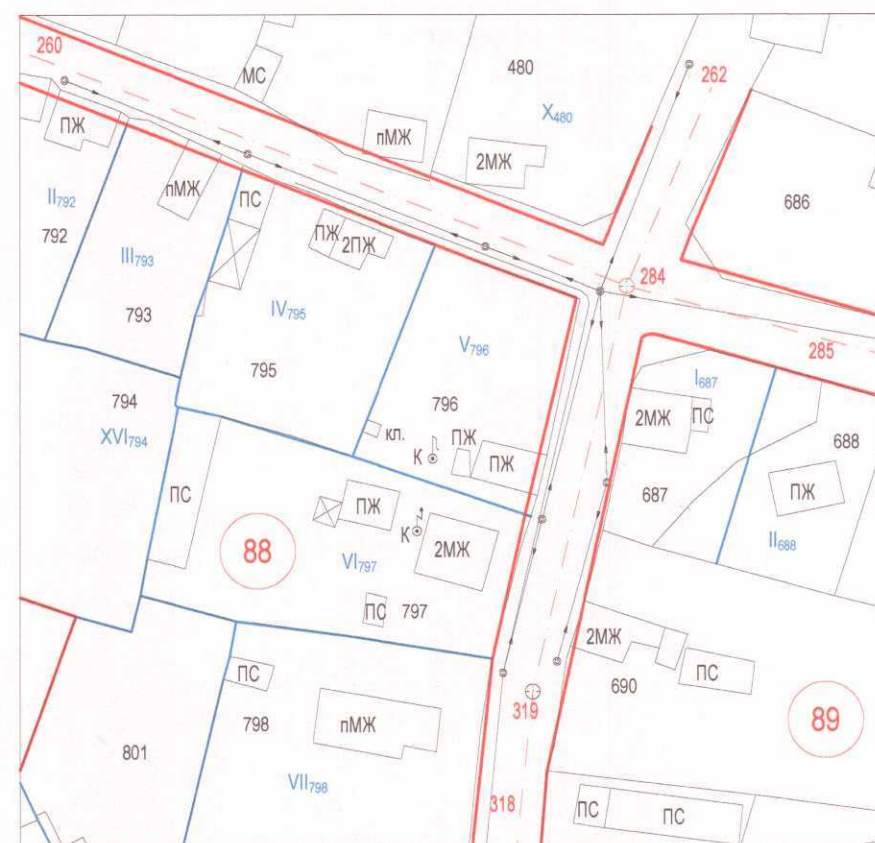 260
480
262
МС
X480
ПЖ
пМЖ
2МЖ
пМЖ
ПС
686
II792
792
ПЖ
2ПЖ
III793
284
793
IV795
V796
285
795
I687
794
796
2МЖ
ПС
XVI794
кл.
ПЖ
688
К
ПЖ
ПС
687
ПЖ
ПЖ
К
2МЖ
II688
88
VI797
ПС
797
2МЖ
ПС
ПС
690
798
319
89
801
пМЖ
VII798
318
ПС
ПС